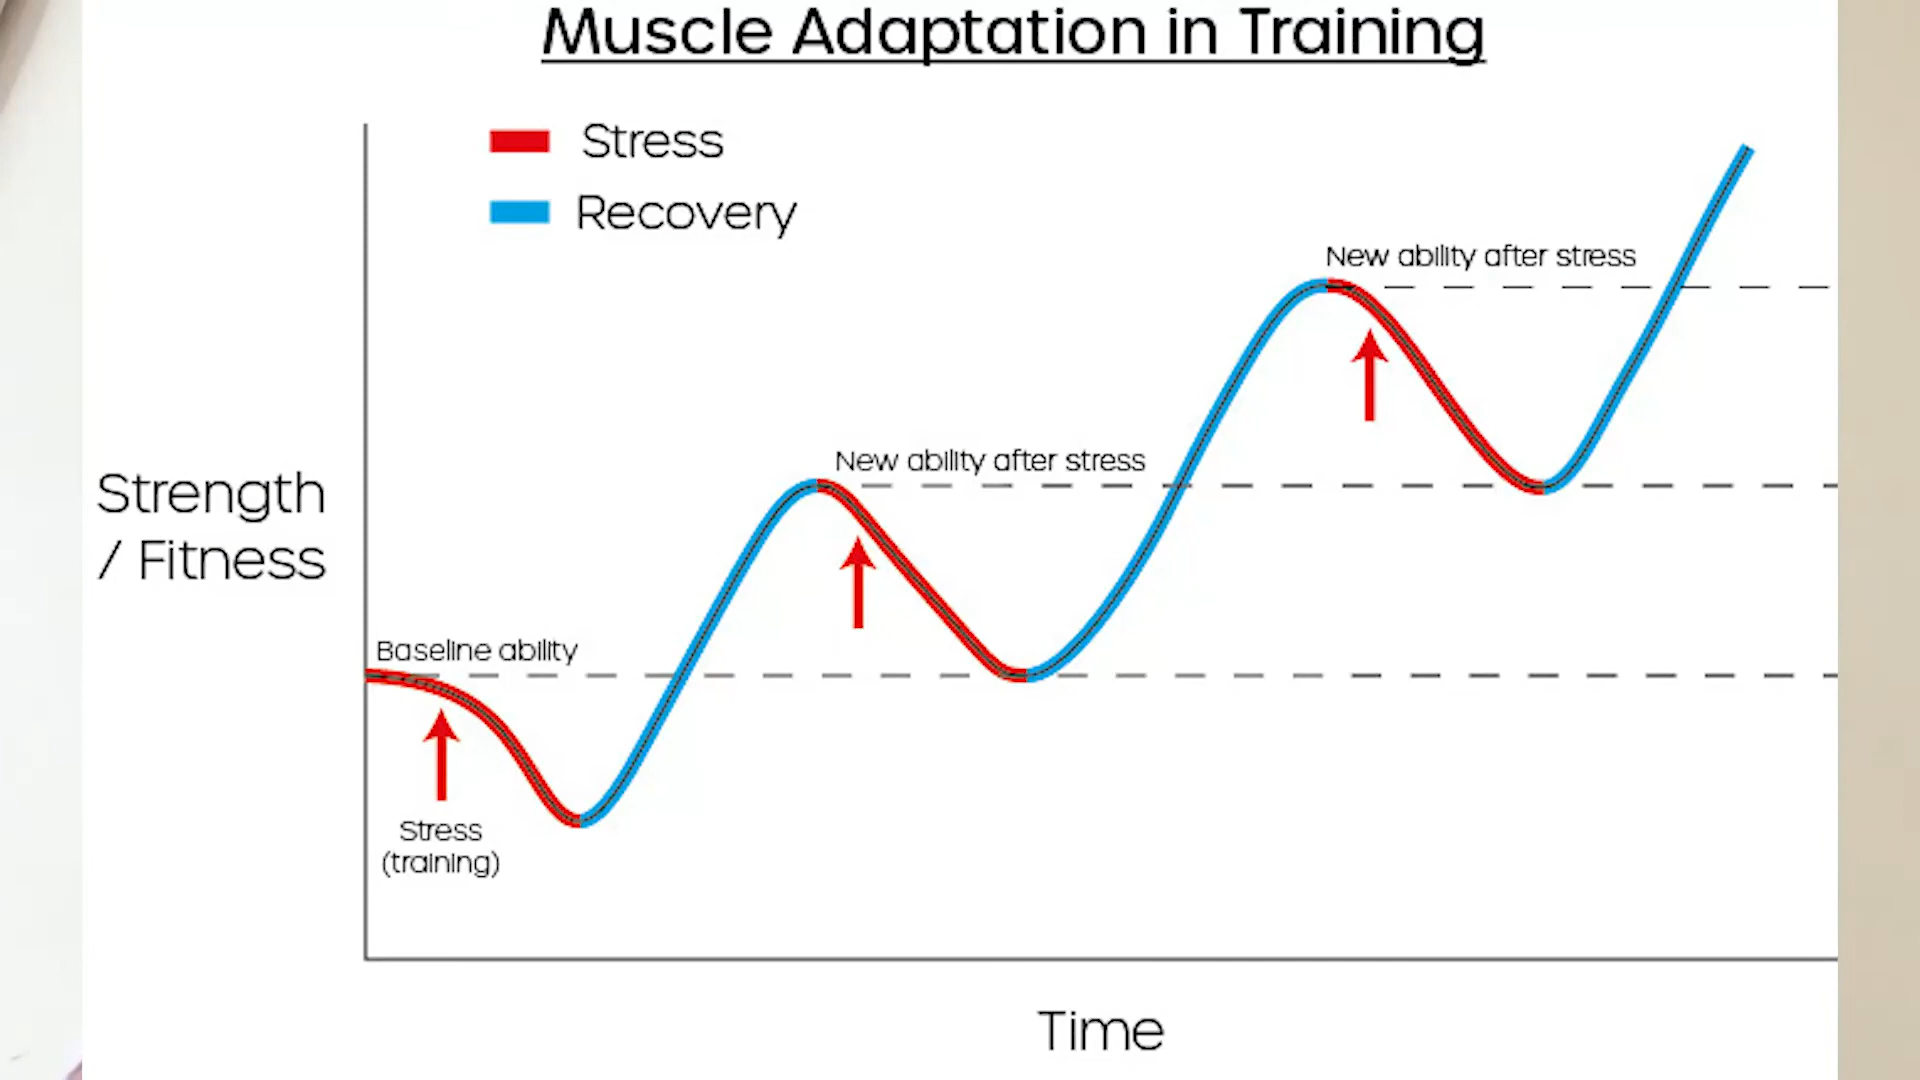 Muscle Adaptation in Training
Stress
Recovery
New ability after stress
New ability after stress
Strength
/ Fitness
Baseline ability
Stress
(training)
Time